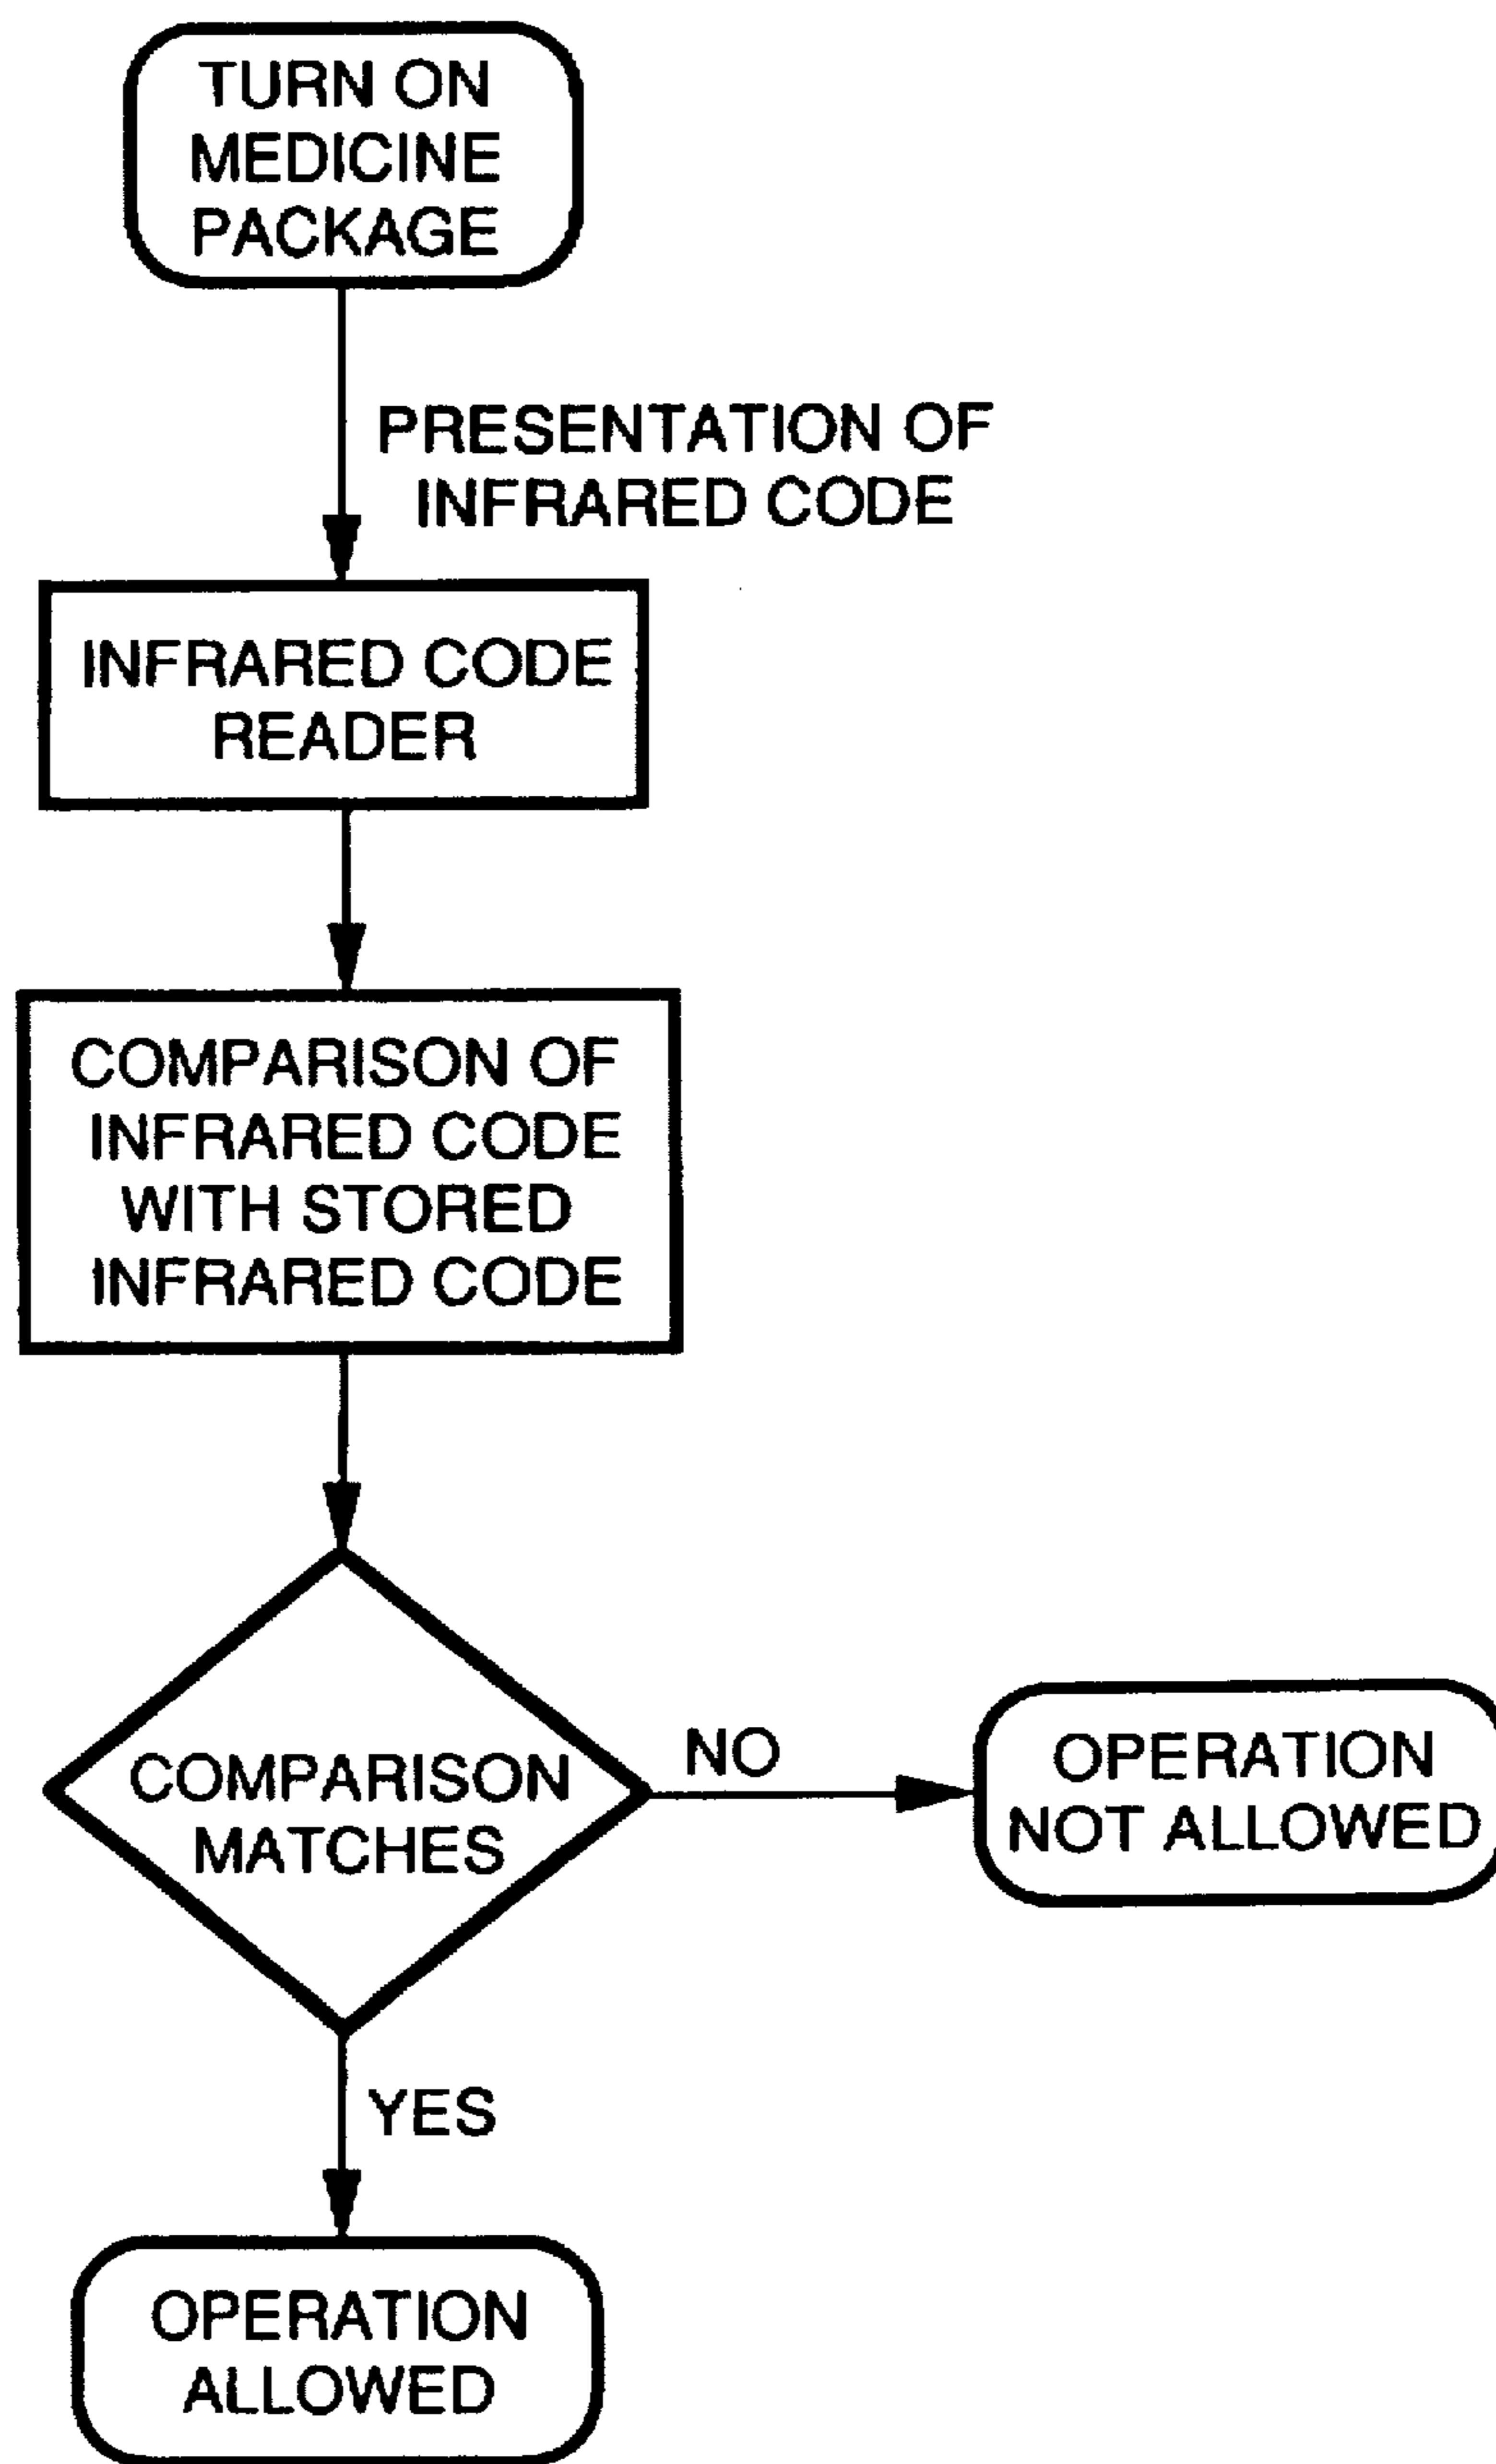 TURN ON
MEDICINE
PACKAGE
PRESENTATION OF
INFRARED CODE
INFRARED CODE
READER
COMPARISON OF
INFRARED CODE
WITH STORED
INFRARED CODE
COMPARISON
MATCHES
NO
OPERATION
NOT ALLOWED
YES
OPERATION
ALLOWED